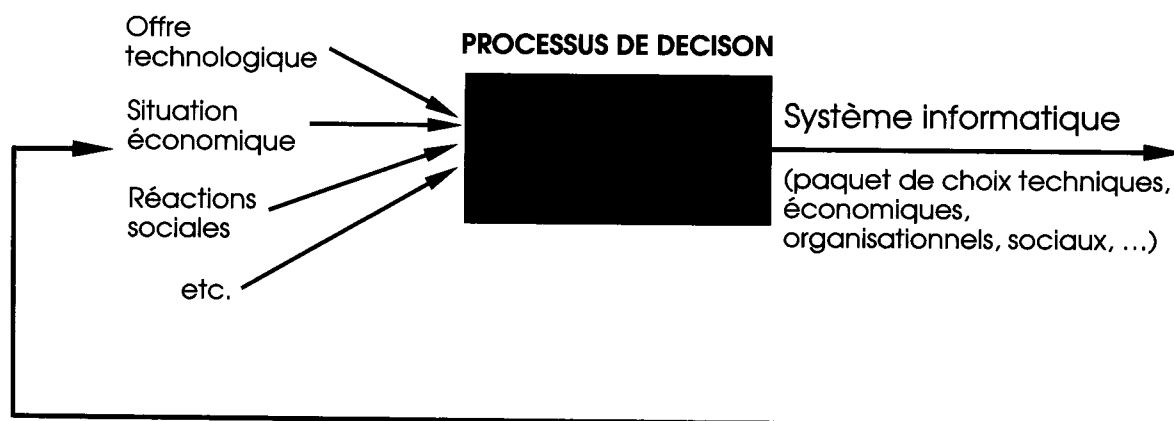 Offre
technologique
PROCESSUS DE DECISON
Situation
économique
Système informatique
(paquet de choix techniques,
économiques,
organisationnels, sociaux, ...)
Réactions
sociales
etc.